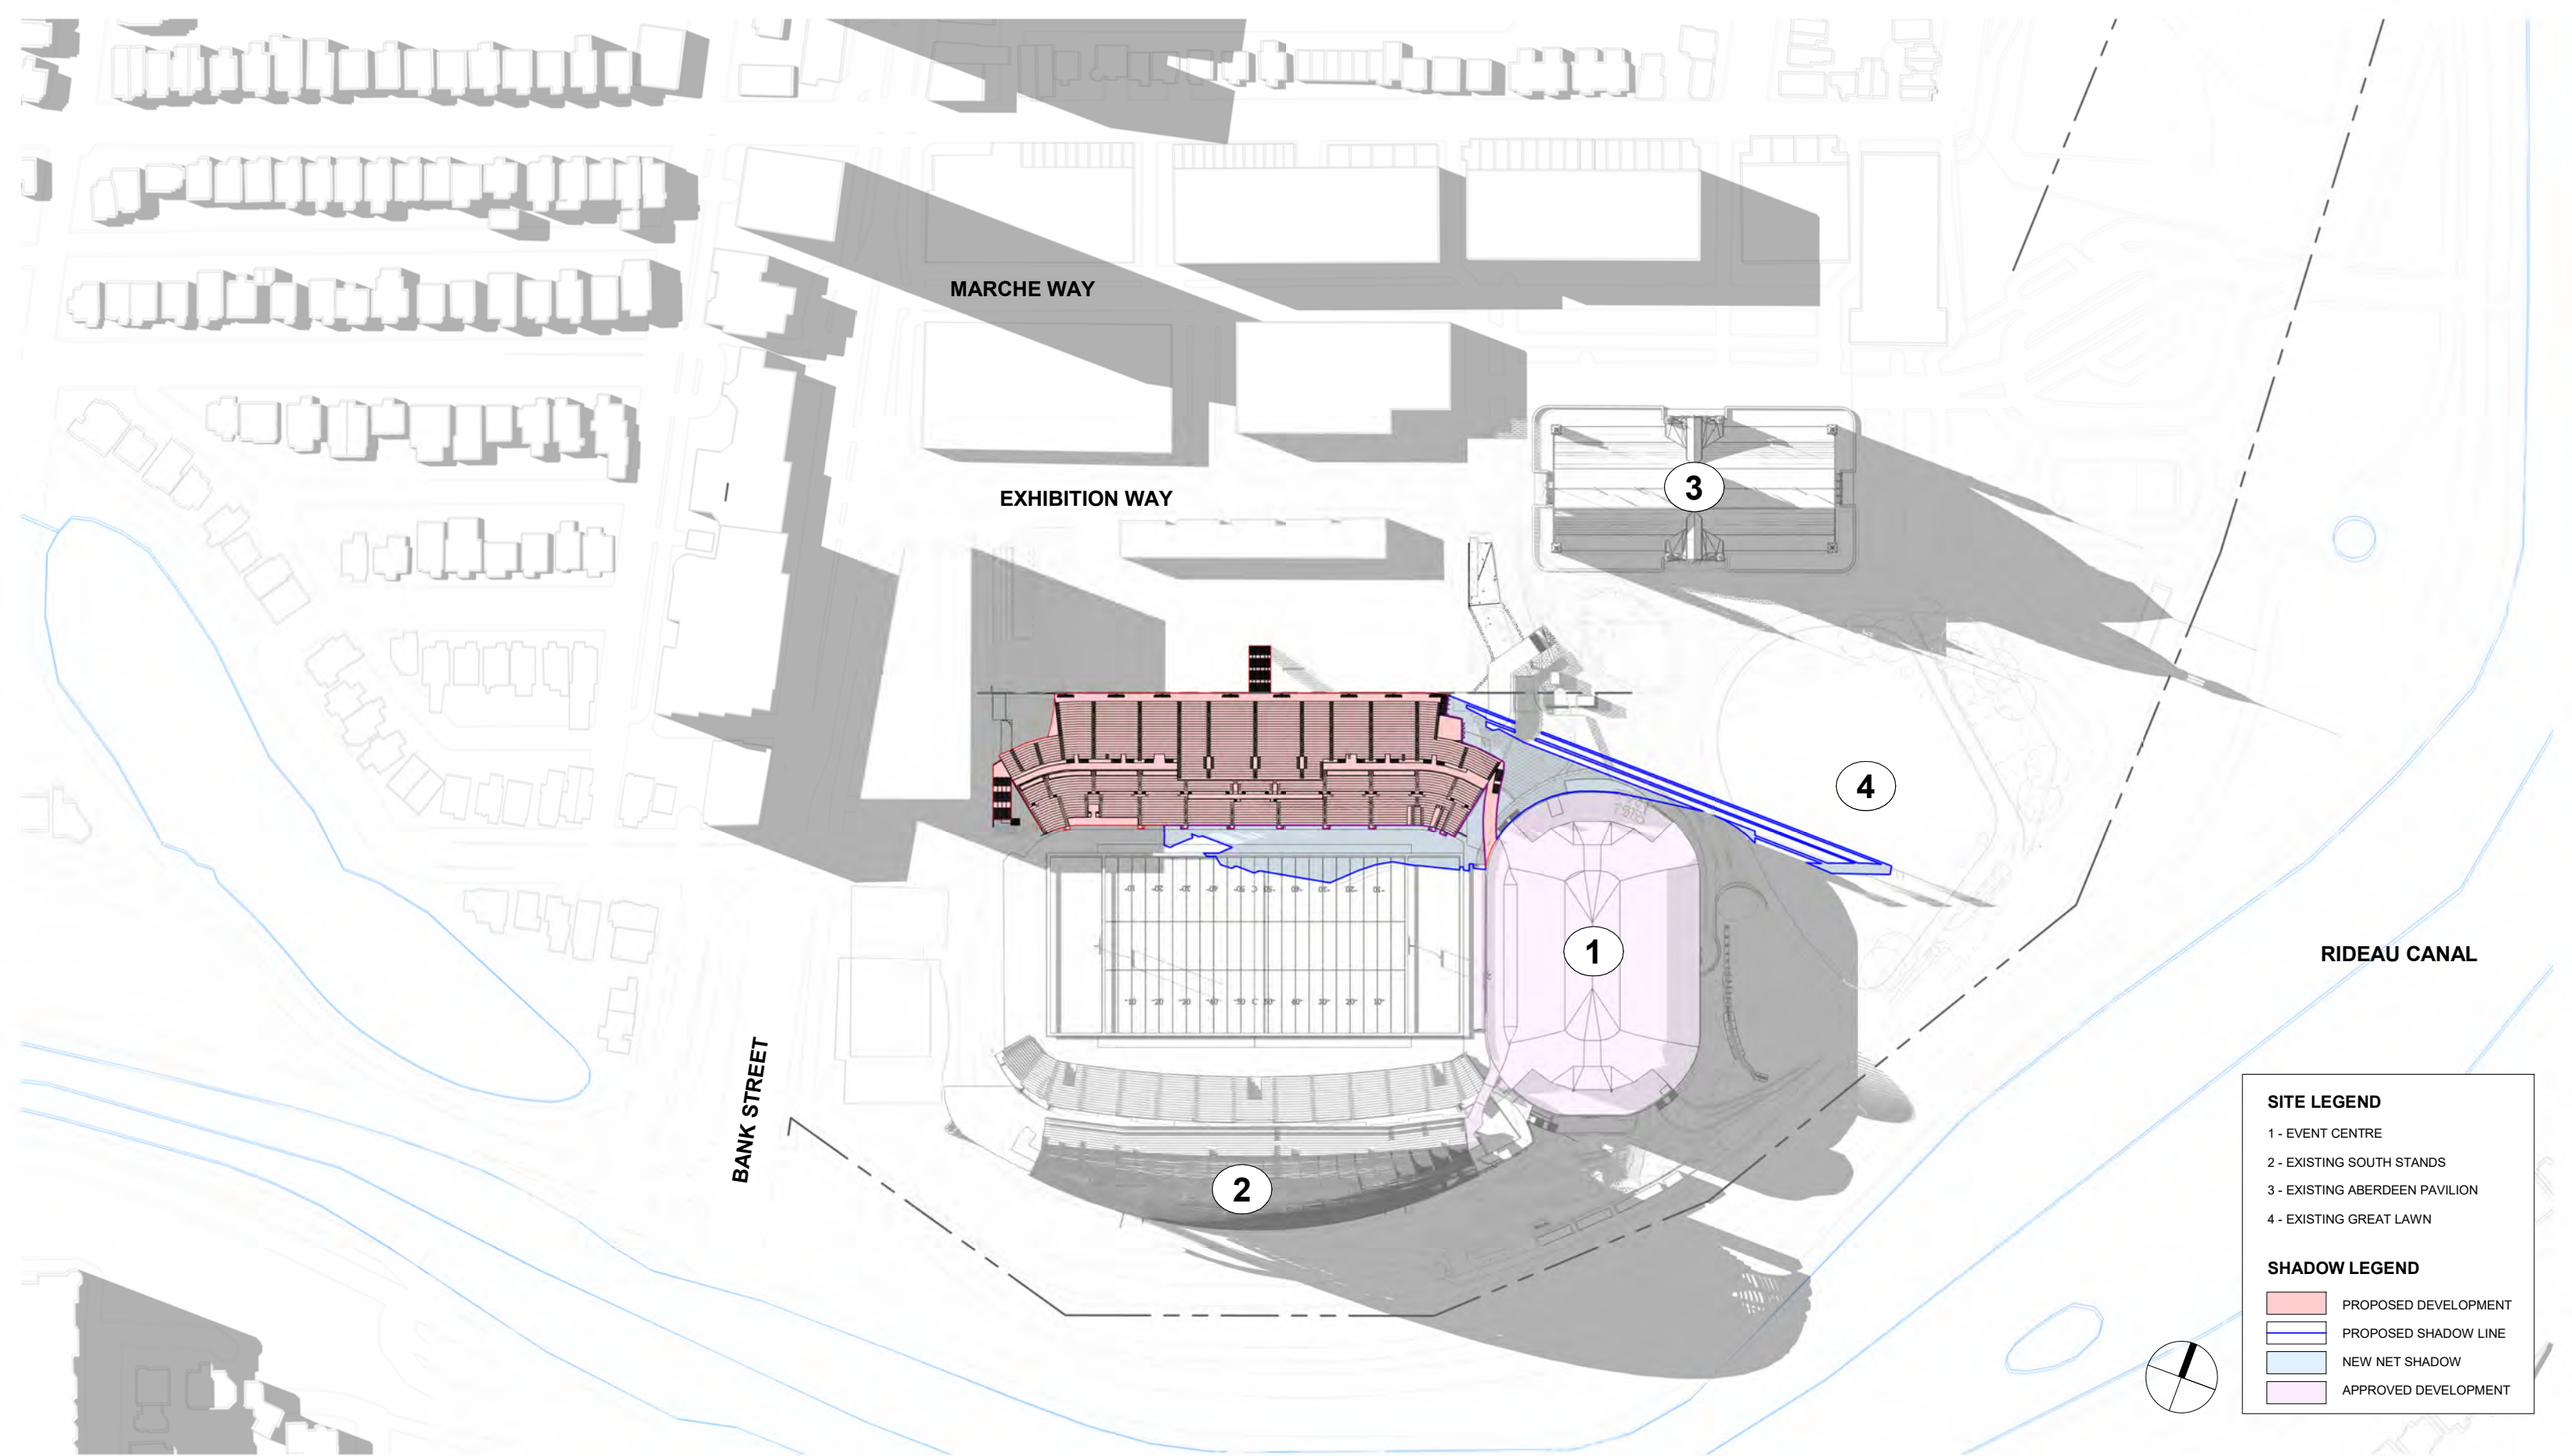 MARCHE WAY
3
EXHIBITION WAY
4
1
RIDEAU CANAL
BANK STREET
2
SITE LEGEND
1 - EVENT CENTRE
2 - EXISTING SOUTH STANDS
3 - EXISTING ABERDEEN PAVILION
4 - EXISTING GREAT LAWN
SHADOW LEGEND
PROPOSED DEVELOPMENT
PROPOSED SHADOW LINE
NEW NET SHADOW
APPROVED DEVELOPMENT